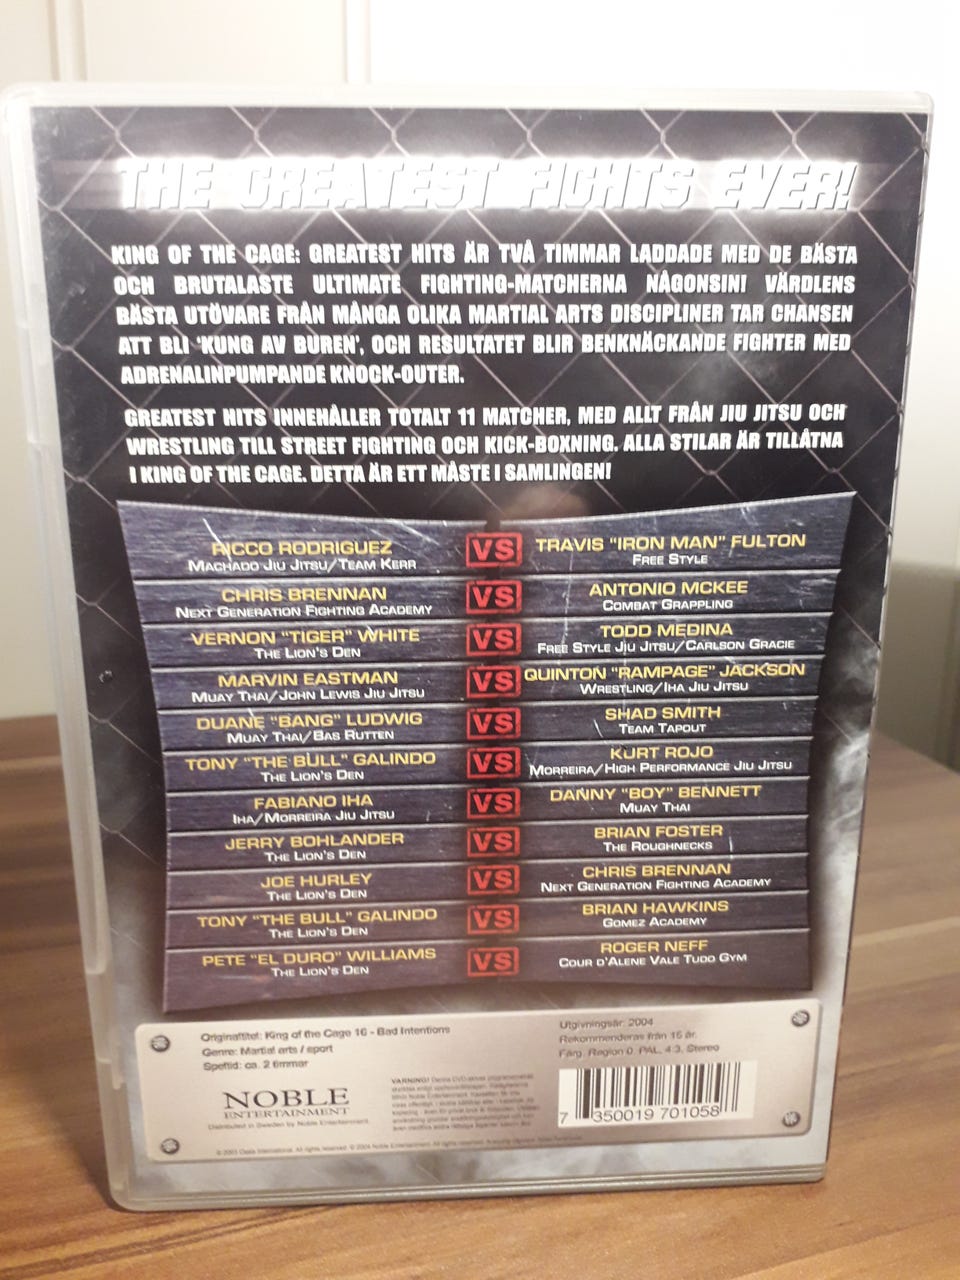 THE GREATEST FIGHTS EVER!
KING OF THE CAGE: GREATEST HITS ÄR TVÅ TIMMAR LADDADE MED DE BÄSTA
OCH BRUTALASTE ULTIMATE FIGHTING-MATCHERNA NÅGONSIN! VÄRDLENS
BÄSTA UTÖVARE FRÅN MÅNGA OLIKA MARTIAL ARTS DISCIPLINER TAR CHANSEN
ATT BLI 'KUNG AV BUREN', OCH RESULTATET BLIR BENKNÄCKANDE FIGHTER MED
ADRENALINPUMPANDE KNOCK-OUTER.
GREATEST HITS INNEHÅLLER TOTALT 11 MATCHER, MED ALLT FRÅN JIU JITSU OCH
WRESTLING TILL STREET FIGHTING OCH KICK-BOXNING. ALLA STILAR ÄR TILLÅTNA
I KING OF THE CAGE. DETTA ÄR ETT MÅSTE I SAMLINGEN!
RICCO RODRIGUEZ VS TRAVIS "IRON MAN" FULTON
MACHADO JIU JITSU/TEAM KERR FREE STYLE
CHRIS BRENNAN VS ANTONIO MCKEE
NEXT GENERATION FIGHTING ACADEMY COMBAT GRAPPLING
VERNON "TIGER" WHITE VS TODD MEDINA
THE LION'S DEN FREE STYLE JIU JITSU/CARLSON GRACIE
MARVIN EASTMAN VS QUINTON "RAMPAGE" JACKSON
MUAY THAI/JOHN LEWIS JIU JITSU WRESTLING/IHA JIU JITSU
DUANE "BANG" LUDWIG VS SHAD SMITH
MUAY THAI/BAS RUTTEN TEAM TAPOUT
TONY "THE BULL" GALINDO VS KURT ROJO
THE LION'S DEN MORREIRA/HIGH PERFORMANCE JIU JITSU
FABIANO IHA VS DANNY "BOY" BENNETT
IHA/MORREIRA JIU JITSU MUAY THAI
JERRY BOHLANDER VS BRIAN FOSTER
THE LION'S DEN THE ROUGHNECKS
JOE HURLEY VS CHRIS BRENNAN
THE LION'S DEN NEXT GENERATION FIGHTING ACADEMY
TONY "THE BULL" GALINDO VS BRIAN HAWKINS
THE LION'S DEN GOMEZ ACADEMY
PETE "EL DURO" WILLIAMS VS ROGER NEFF
THE LION'S DEN COUR D'ALENE VALE TUDO GYM
Originaltitel: King of the Cage 16 - Bad Intentions
Genre: Martial arts / sport
Speltid: ca. 2 timmar
Utgivningsår: 2004
Rekommenderas från 15 år.
Färg, Region 0, PAL, 4:3, Stereo
NOBLE
ENTERTAINMENT
Distributed in Sweden by Noble Entertainment.
VARNING! Denna DVD
7 350019 701058